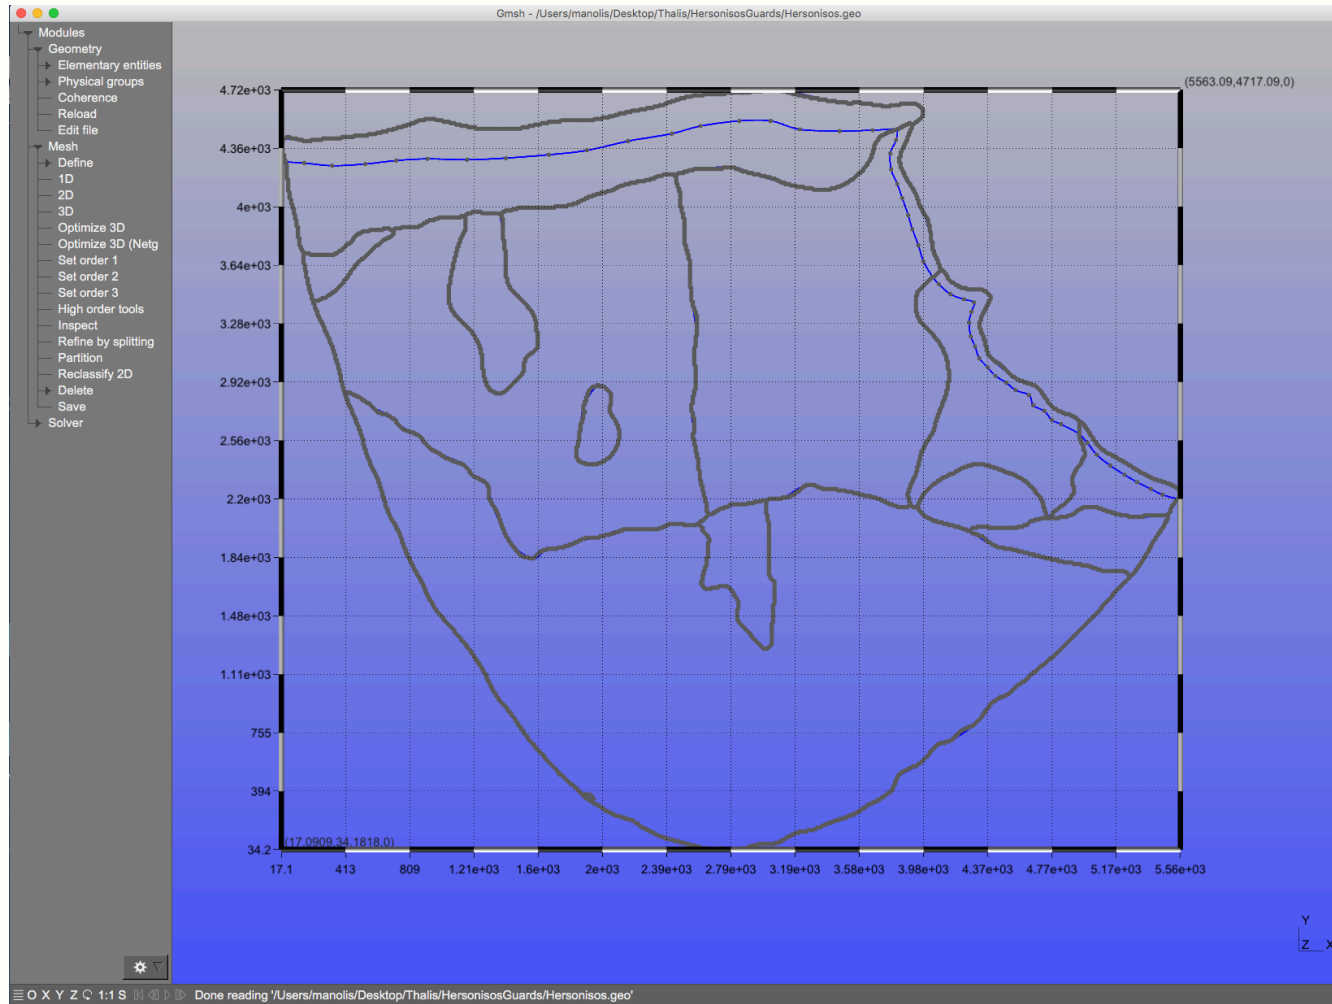 Gmsh - /Users/manolis/Desktop/Thalis/HersonisosGuards/Hersonisos.geo
Modules
Geometry
Elementary entities
Physical groups
Coherence
Reload
Edit file
Mesh
Define
1D
2D
3D
Optimize 3D
Optimize 3D (Netg
Set order 1
Set order 2
Set order 3
High order tools
Inspect
Refine by splitting
Partition
Reclassify 2D
Delete
Save
Solver
(5563.09,4717.09,0)
4.72e+03
4.36e+03
4e+03
3.64e+03
3.28e+03
2.92e+03
2.56e+03
2.2e+03
1.84e+03
1.48e+03
1.11e+03
755
394
34.2
(17.0909,34.1818,0)
17.1 413 809 1.21e+03 1.6e+03 2e+03 2.39e+03 2.79e+03 3.19e+03 3.58e+03 3.98e+03 4.37e+03 4.77e+03 5.17e+03 5.56e+03
Y
Z X
O X Y Z 1:1 S Done reading '/Users/manolis/Desktop/Thalis/HersonisosGuards/Hersonisos.geo'